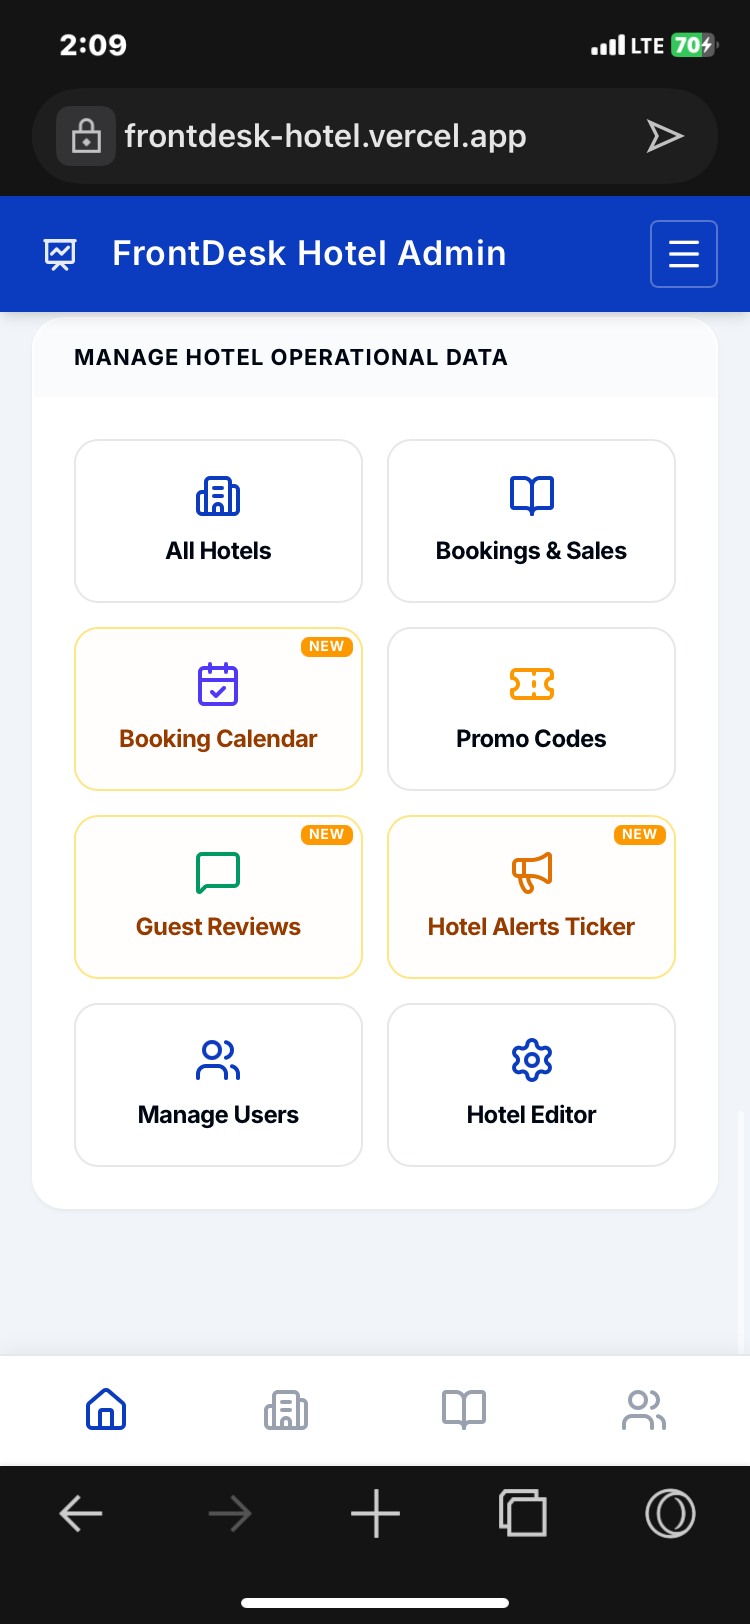 2:09
LTE 70
frontdesk-hotel.vercel.app
FrontDesk Hotel Admin
MANAGE HOTEL OPERATIONAL DATA
All Hotels
Bookings & Sales
NEW
Booking Calendar
Promo Codes
NEW
Guest Reviews
NEW
Hotel Alerts Ticker
Manage Users
Hotel Editor